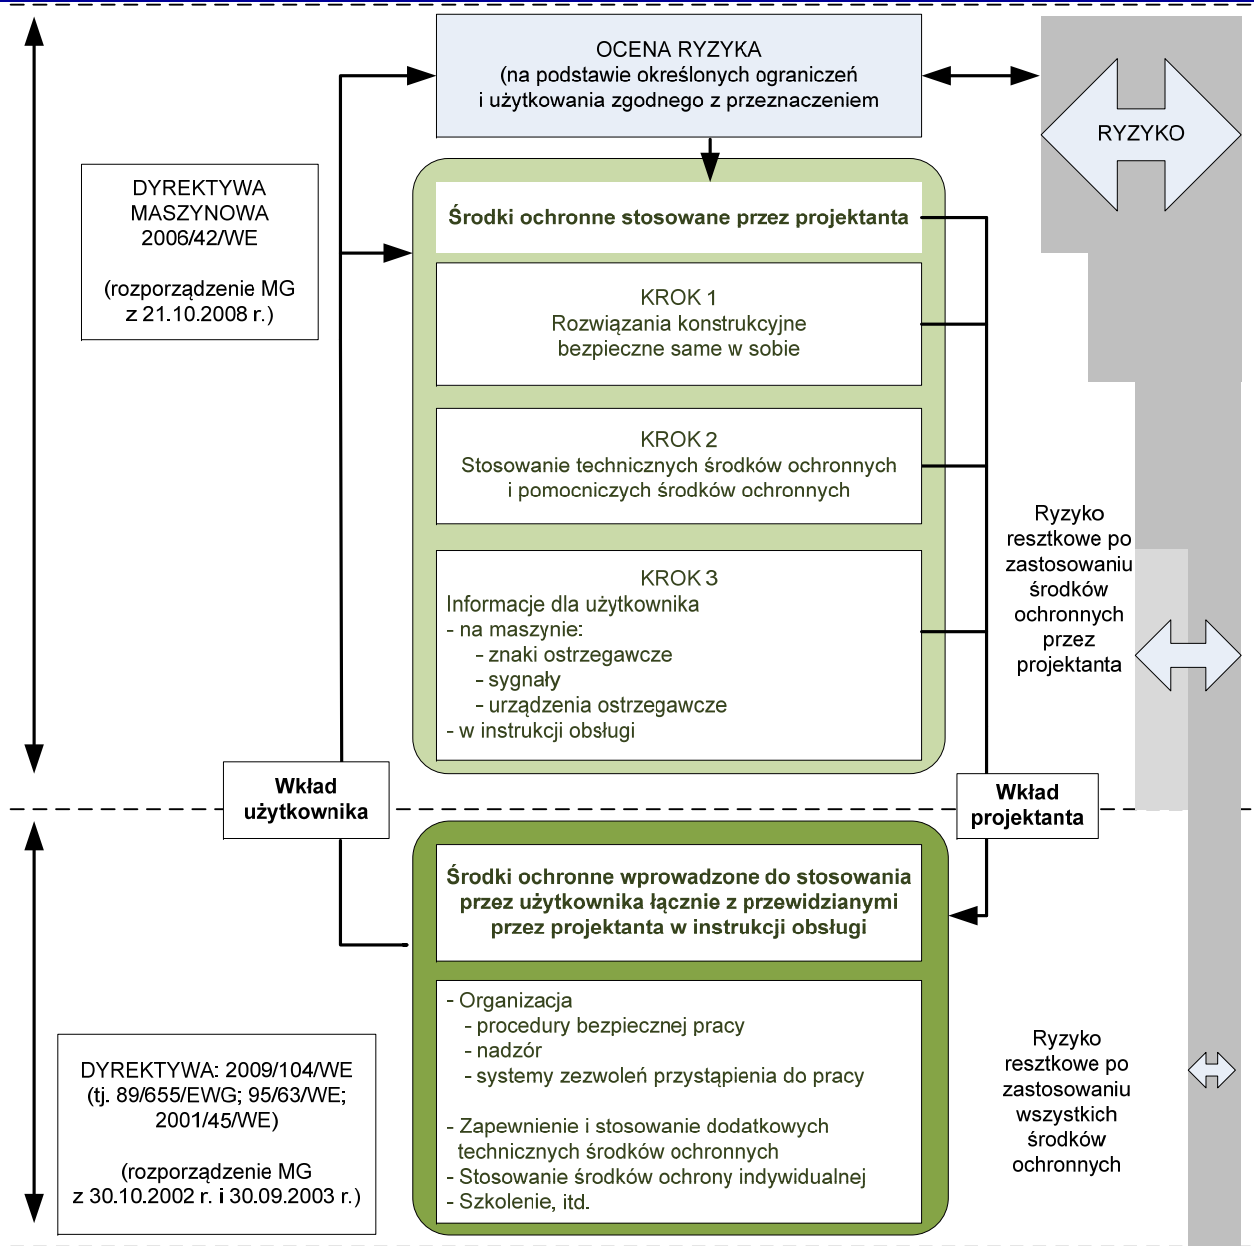 OCENA RYZYKA
(na podstawie określonych ograniczeń
i użytkowania zgodnego z przeznaczeniem
RYZYKO
DYREKTYWA
MASZYNOWA
2006/42/WE
(rozporządzenie MG
z 21.10.2008 r.)
Środki ochronne stosowane przez projektanta
KROK 1
Rozwiązania konstrukcyjne
bezpieczne same w sobie
KROK 2
Stosowanie technicznych środków ochronnych
i pomocniczych środków ochronnych
KROK 3
Informacje dla użytkownika
- na maszynie:
- znaki ostrzegawcze
- sygnały
- urządzenia ostrzegawcze
- w instrukcji obsługi
Ryzyko
resztkowe po
zastosowaniu
środków
ochronnych
przez
projektanta
Wkład
użytkownika
Wkład
projektanta
Środki ochronne wprowadzone do stosowania
przez użytkownika łącznie z przewidzianymi
przez projektanta w instrukcji obsługi
- Organizacja
- procedury bezpiecznej pracy
- nadzór
- systemy zezwoleń przystąpienia do pracy
- Zapewnienie i stosowanie dodatkowych
technicznych środków ochronnych
- Stosowanie środków ochrony indywidualnej
- Szkolenie, itd.
DYREKTYWA: 2009/104/WE
(tj. 89/655/EWG; 95/63/WE;
2001/45/WE)
(rozporządzenie MG
z 30.10.2002 r. i 30.09.2003 r.)
Ryzyko
resztkowe po
zastosowaniu
wszystkich
środków
ochronnych